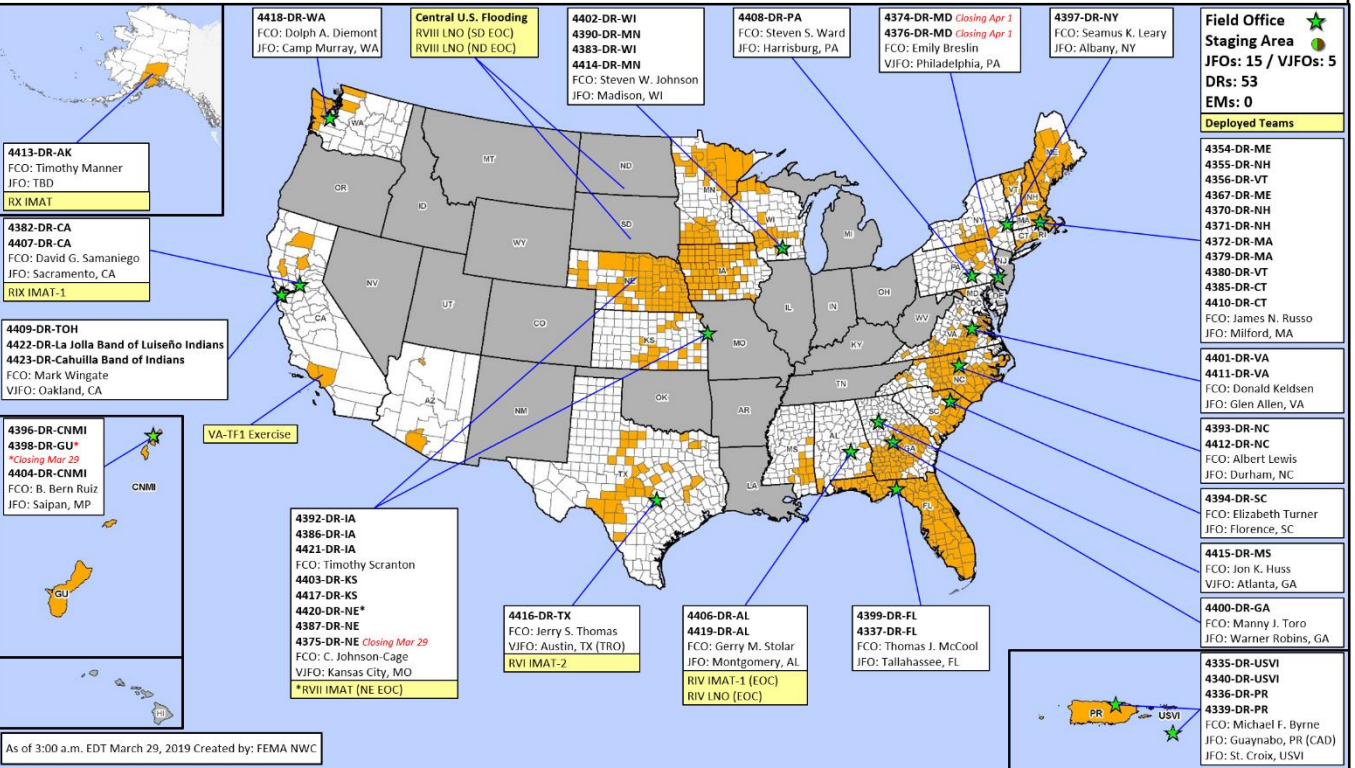 4418-DR-WA
FCO: Dolph A. Diemont
JFO: Camp Murray, WA
Central U.S. Flooding
RVIII LNO (SD EOC)
RVIII LNO (ND EOC)
4402-DR-WI
4390-DR-MN
4383-DR-WI
4414-DR-MN
FCO: Steven W. Johnson
JFO: Madison, WI
4408-DR-PA
FCO: Steven S. Ward
JFO: Harrisburg, PA
4374-DR-MD Closing Apr 1
4376-DR-MD Closing Apr 1
FCO: Emily Breslin
VJFO: Philadelphia, PA
4397-DR-NY
FCO: Seamus K. Leary
JFO: Albany, NY
Field Office
Staging Area
JFOs: 15 / VJFOs: 5
DRs: 53
EMs: 0
Deployed Teams
4413-DR-AK
FCO: Timothy Manner
JFO: TBD
RX IMAT
4382-DR-CA
4407-DR-CA
FCO: David G. Samaniego
JFO: Sacramento, CA
RIX IMAT-1
4409-DR-TOH
4422-DR-La Jolla Band of Luiseño Indians
4423-DR-Cahuilla Band of Indians
FCO: Mark Wingate
VJFO: Oakland, CA
VA-TF1 Exercise
4396-DR-CNMI
4398-DR-GU*
*Closing Mar 29
4404-DR-CNMI
FCO: B. Bern Ruiz
JFO: Saipan, MP
CNMI
GU
HI
As of 3:00 a.m. EDT March 29, 2019 Created by: FEMA NWC
WA
OR
CA
NV
ID
MT
WY
UT
AZ
CO
NM
ND
SD
NE
KS
OK
TX
MN
IA
MO
AR
LA
WI
IL
MS
MI
IN
KY
TN
AL
OH
WV
GA
FL
SC
NC
VA
DC
MD
DE
PA
NJ
NY
CT
RI
MA
VT
NH
ME
4392-DR-IA
4386-DR-IA
4421-DR-IA
FCO: Timothy Scranton
4403-DR-KS
4417-DR-KS
4420-DR-NE*
4387-DR-NE
4375-DR-NE Closing Mar 29
FCO: C. Johnson-Cage
VJFO: Kansas City, MO
*RVII IMAT (NE EOC)
4416-DR-TX
FCO: Jerry S. Thomas
VJFO: Austin, TX (TRO)
RVI IMAT-2
4406-DR-AL
4419-DR-AL
FCO: Gerry M. Stolar
JFO: Montgomery, AL
RIV IMAT-1 (EOC)
RIV LNO (EOC)
4399-DR-FL
4337-DR-FL
FCO: Thomas J. McCool
JFO: Tallahassee, FL
4354-DR-ME
4355-DR-NH
4356-DR-VT
4367-DR-ME
4370-DR-NH
4371-DR-NH
4372-DR-MA
4379-DR-MA
4380-DR-VT
4385-DR-CT
4410-DR-CT
FCO: James N. Russo
JFO: Milford, MA
4401-DR-VA
4411-DR-VA
FCO: Donald Keldsen
JFO: Glen Allen, VA
4393-DR-NC
4412-DR-NC
FCO: Albert Lewis
JFO: Durham, NC
4394-DR-SC
FCO: Elizabeth Turner
JFO: Florence, SC
4415-DR-MS
FCO: Jon K. Huss
VJFO: Atlanta, GA
4400-DR-GA
FCO: Manny J. Toro
JFO: Warner Robins, GA
4335-DR-USVI
4340-DR-USVI
4336-DR-PR
4339-DR-PR
FCO: Michael F. Byrne
JFO: Guaynabo, PR (CAD)
JFO: St. Croix, USVI
PR
USVI